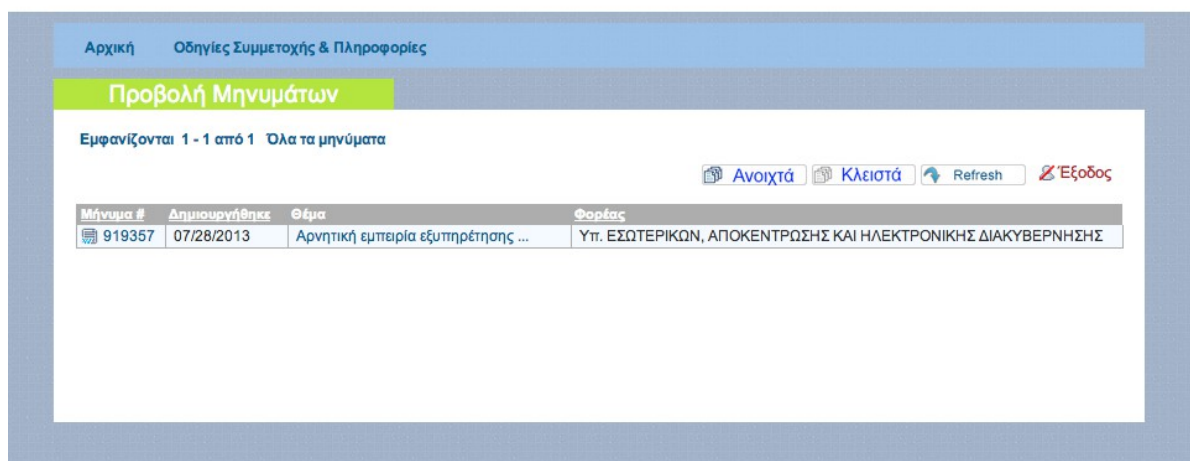 Αρχική Οδηγίες Συμμετοχής & Πληροφορίες
Προβολή Μηνυμάτων
Εμφανίζονται 1 - 1 από 1 Όλα τα μηνύματα
Ανοιχτά Κλειστά Refresh Έξοδος
Μήνυμα # Δημιουργήθηκε Θέμα Φορέας
919357 07/28/2013 Αρνητική εμπειρία εξυπηρέτησης ... Υπ. ΕΣΩΤΕΡΙΚΩΝ, ΑΠΟΚΕΝΤΡΩΣΗΣ ΚΑΙ ΗΛΕΚΤΡΟΝΙΚΗΣ ΔΙΑΚΥΒΕΡΝΗΣΗΣ